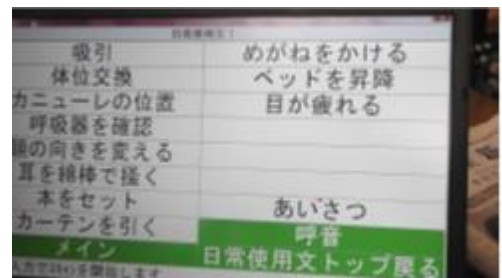 日常使用文1
吸引 めがねをかける
体位交換 ベッドを昇降
カニューレの位置 目が疲れる
呼吸器を確認
頭の向きを変える
耳を綿棒で掻く
本をセット あいさつ
カーテンを引く 呼音
メイン 日常使用文トップ戻る